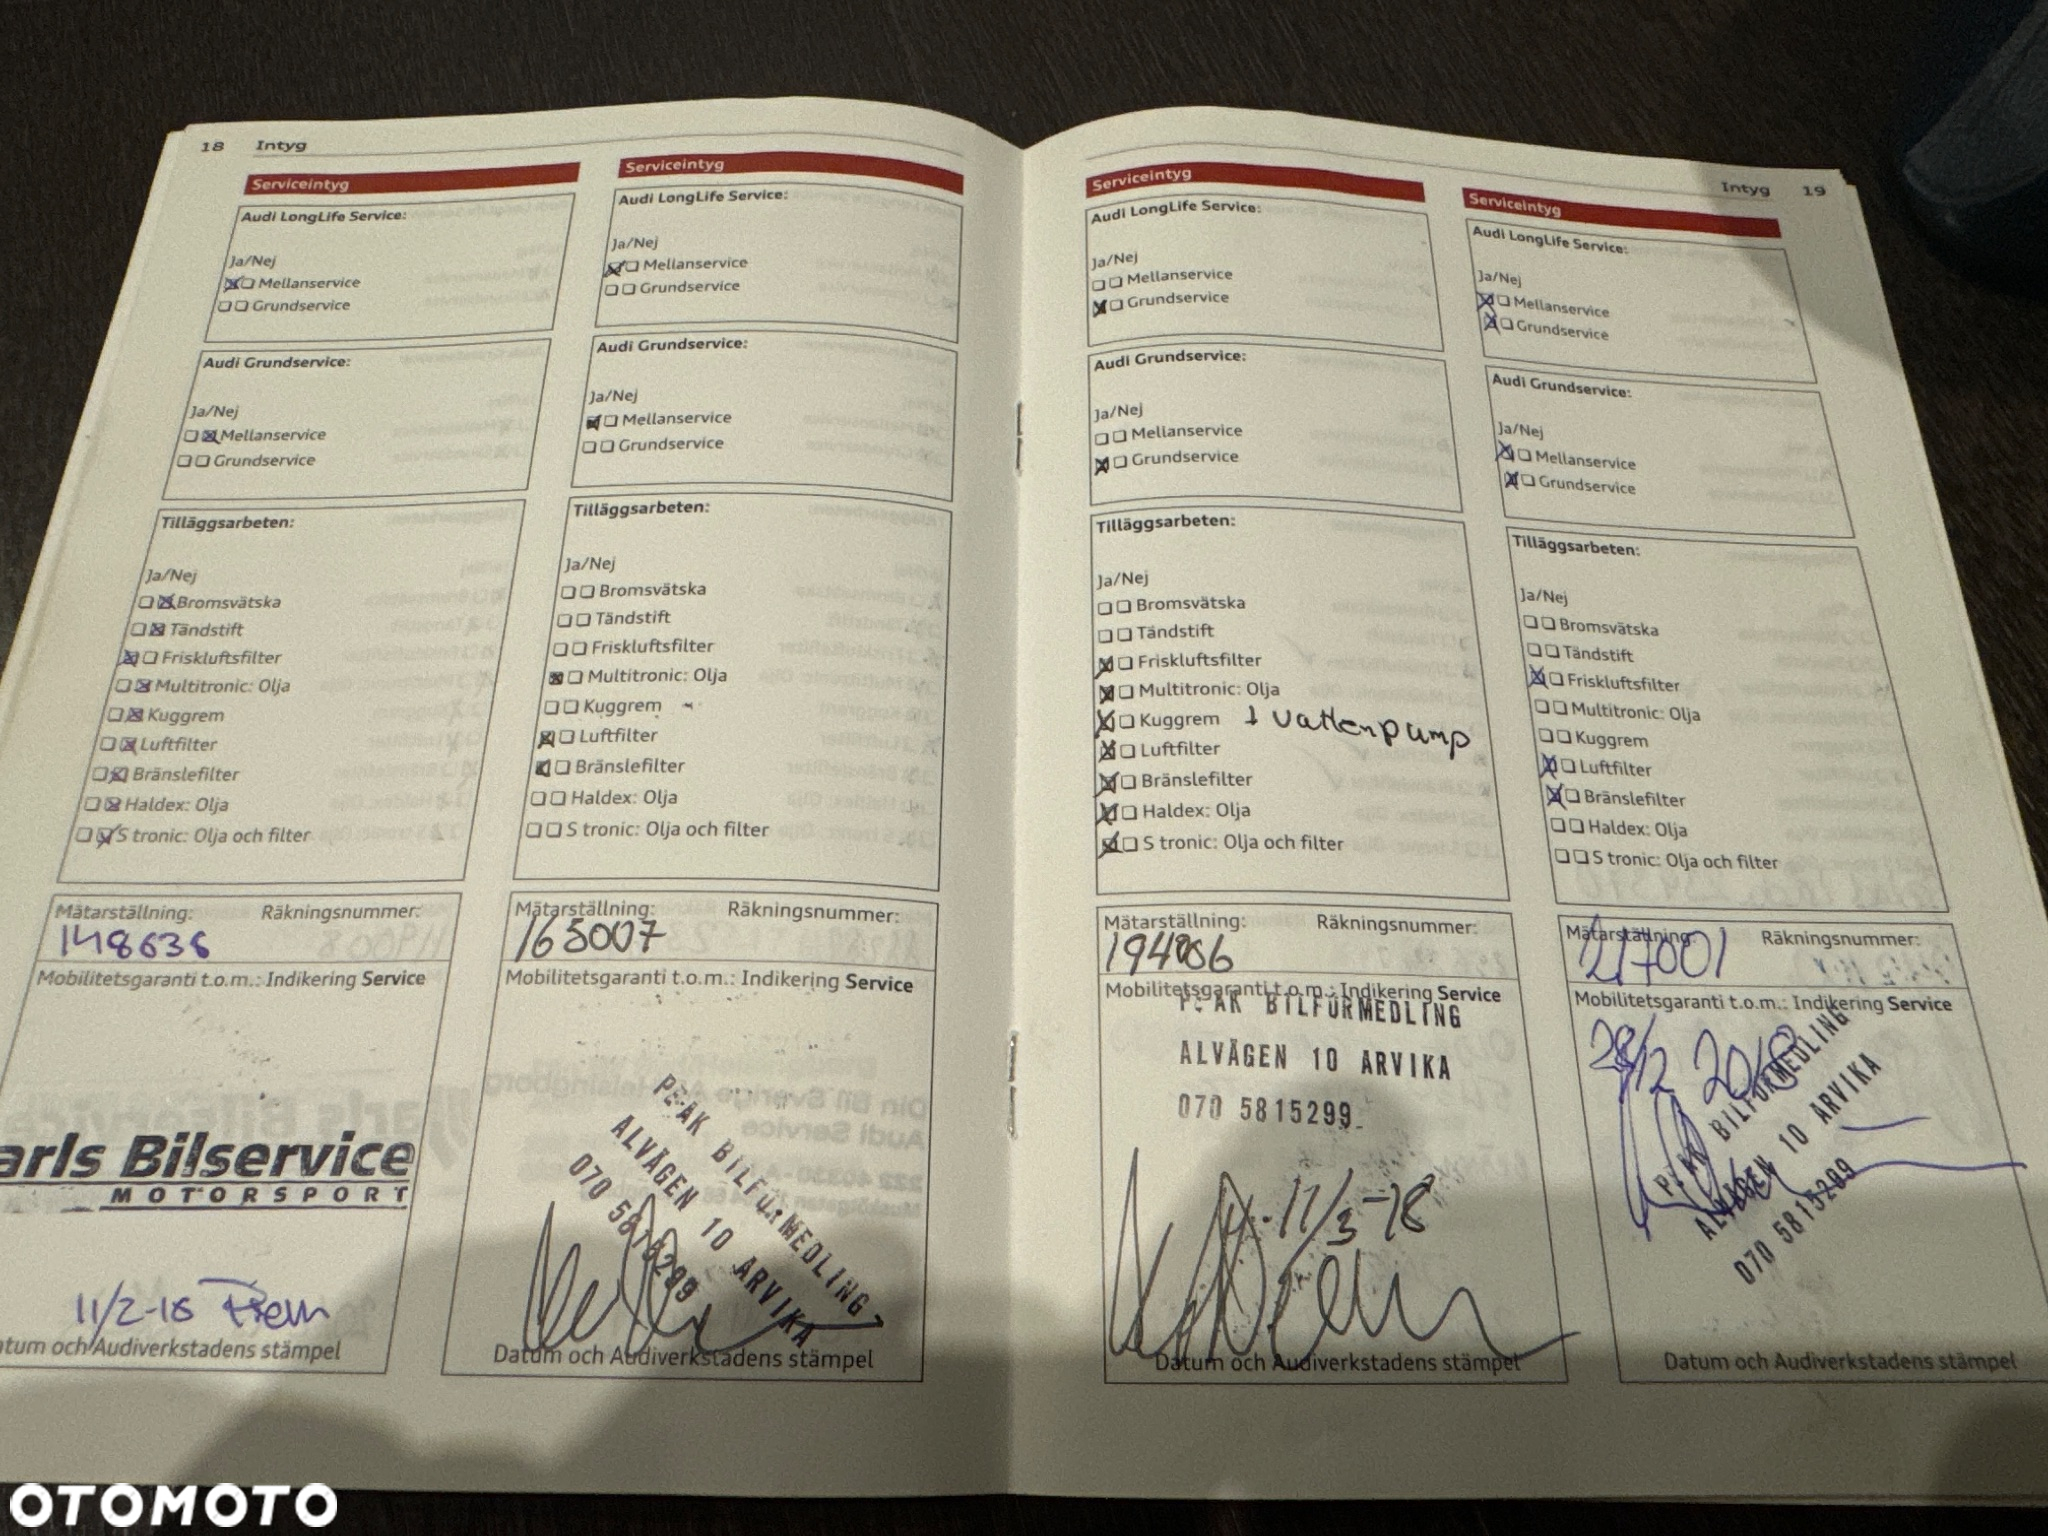 18 Intyg
Serviceintyg
Audi LongLife Service:
Ja/Nej
Mellanservice
Grundservice
Audi Grundservice:
Ja/Nej
Mellanservice
Grundservice
Tilläggsarbeten:
Ja/Nej
Bromsvätska
Tändstift
Friskluftsfilter
Multitronic: Olja
Kuggrem
Luftfilter
Bränslefilter
Haldex: Olja
S tronic: Olja och filter
Mätarställning: Räkningsnummer:
148636
Mobilitetsgaranti t.o.m.: Indikering Service
arls Bilservice
MOTORSPORT
11/2-16
tum och Audiverkstadens stämpel
Serviceintyg
Audi LongLife Service:
Ja/Nej
Mellanservice
Grundservice
Audi Grundservice:
Ja/Nej
Mellanservice
Grundservice
Tilläggsarbeten:
Ja/Nej
Bromsvätska
Tändstift
Friskluftsfilter
Multitronic: Olja
Kuggrem
Luftfilter
Bränslefilter
Haldex: Olja
S tronic: Olja och filter
Mätarställning: Räkningsnummer:
165007
Mobilitetsgaranti t.o.m.: Indikering Service
BILFÖRMEDLING
ALVÄGEN 10 ARVIKA
070 5815299
Datum och Audiverkstadens stämpel
Intyg 19
Serviceintyg
Audi LongLife Service:
Ja/Nej
Mellanservice
Grundservice
Audi Grundservice:
Ja/Nej
Mellanservice
Grundservice
Tilläggsarbeten:
Ja/Nej
Bromsvätska
Tändstift
Friskluftsfilter
Multitronic: Olja
Kuggrem + Vattenpump
Luftfilter
Bränslefilter
Haldex: Olja
S tronic: Olja och filter
Mätarställning: Räkningsnummer:
Mobilitetsgaranti t.o.m.: Indikering Service
BILFÖRMEDLING
ALVÄGEN 10 ARVIKA
070 5815299
11/3-18
Datum och Audiverkstadens stämpel
Serviceintyg
Audi LongLife Service:
Ja/Nej
Mellanservice
Grundservice
Audi Grundservice:
Ja/Nej
Mellanservice
Grundservice
Tilläggsarbeten:
Ja/Nej
Bromsvätska
Tändstift
Friskluftsfilter
Multitronic: Olja
Kuggrem
Luftfilter
Bränslefilter
Haldex: Olja
S tronic: Olja och filter
Mätarställning: Räkningsnummer:
217001
Mobilitetsgaranti t.o.m.: Indikering Service
BILFÖRMEDLING
ALVÄGEN 10 ARVIKA
070 5815299
Datum och Audiverkstadens stämpel
OTOMOTO